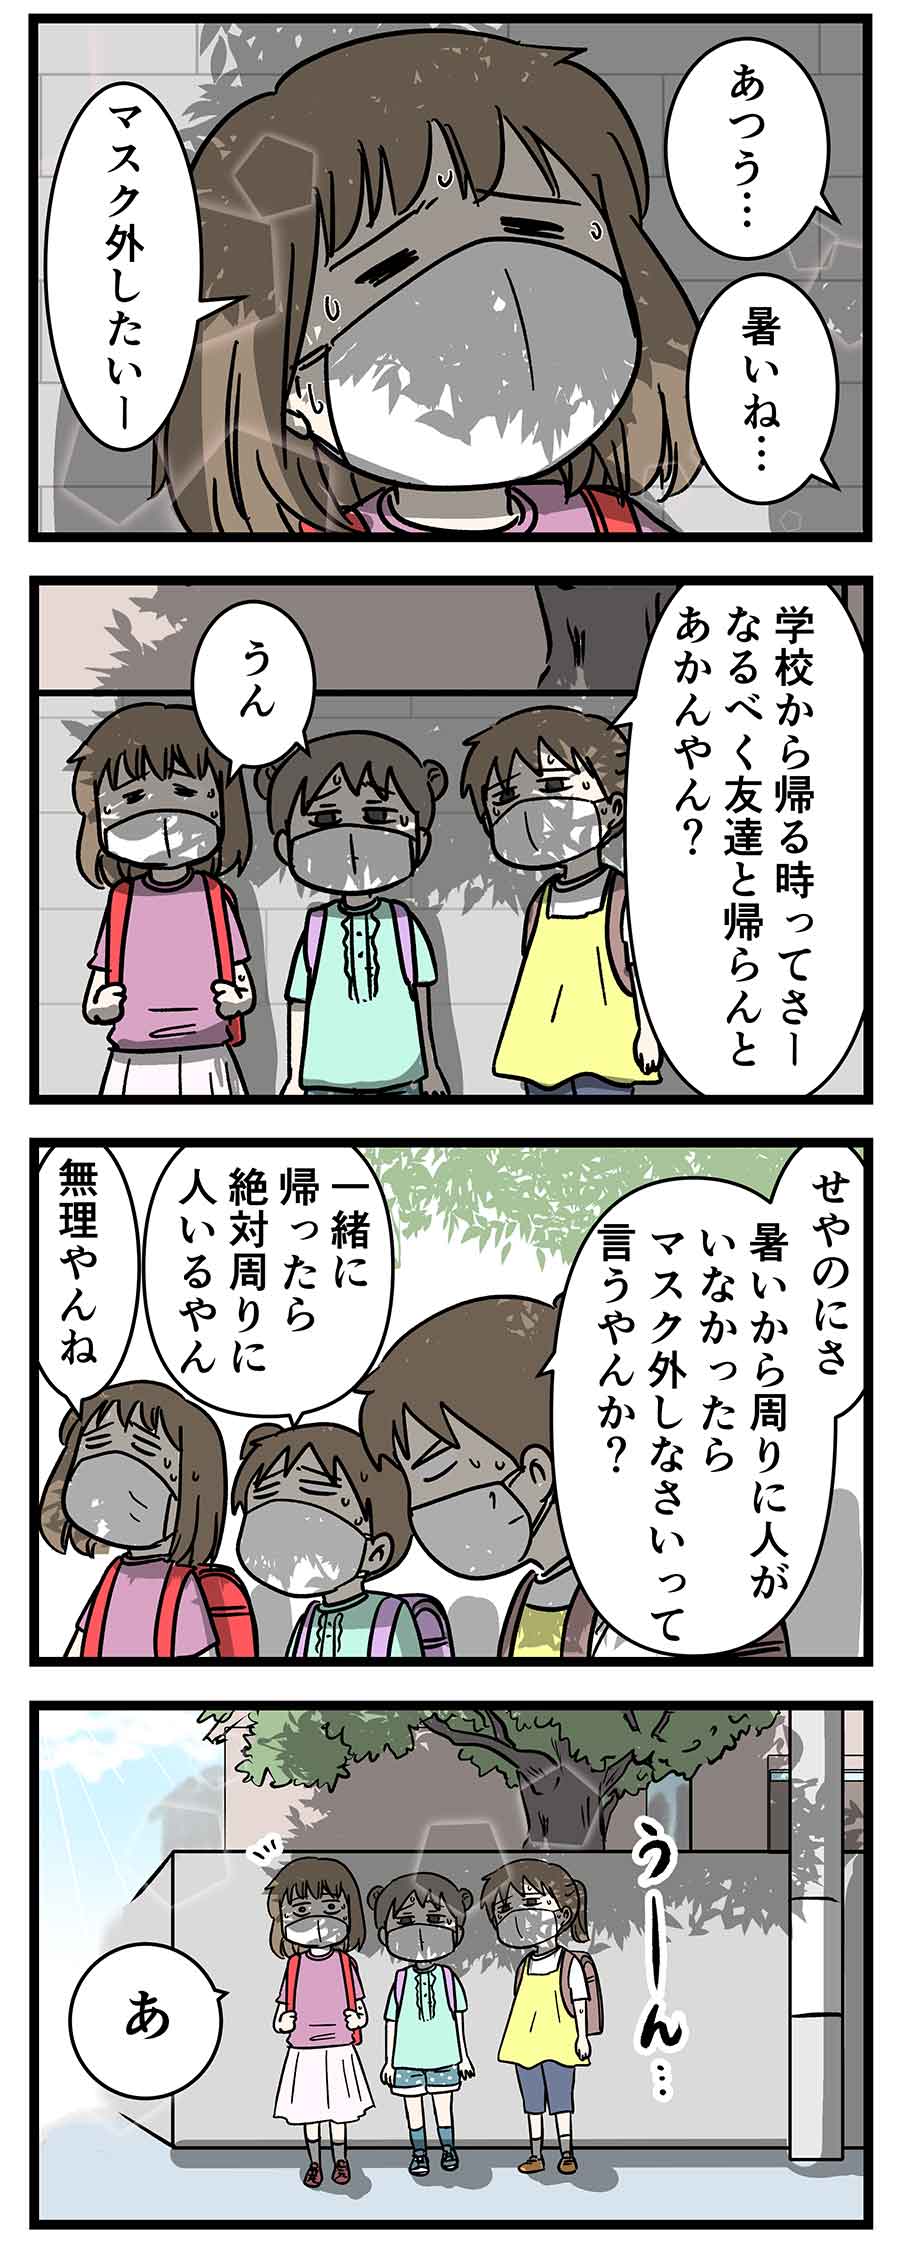 あつう…
暑いね…
マスク外したいー
学校から帰る時ってさー
なるべく友達と帰らんと
あかんやん？
うん
せやのにさ
暑いから周りに人が
いなかったら
マスク外しなさいって
言うやんか？
一緒に
帰ったら
絶対周りに
人いるやん
無理やんね
うーん…
あ